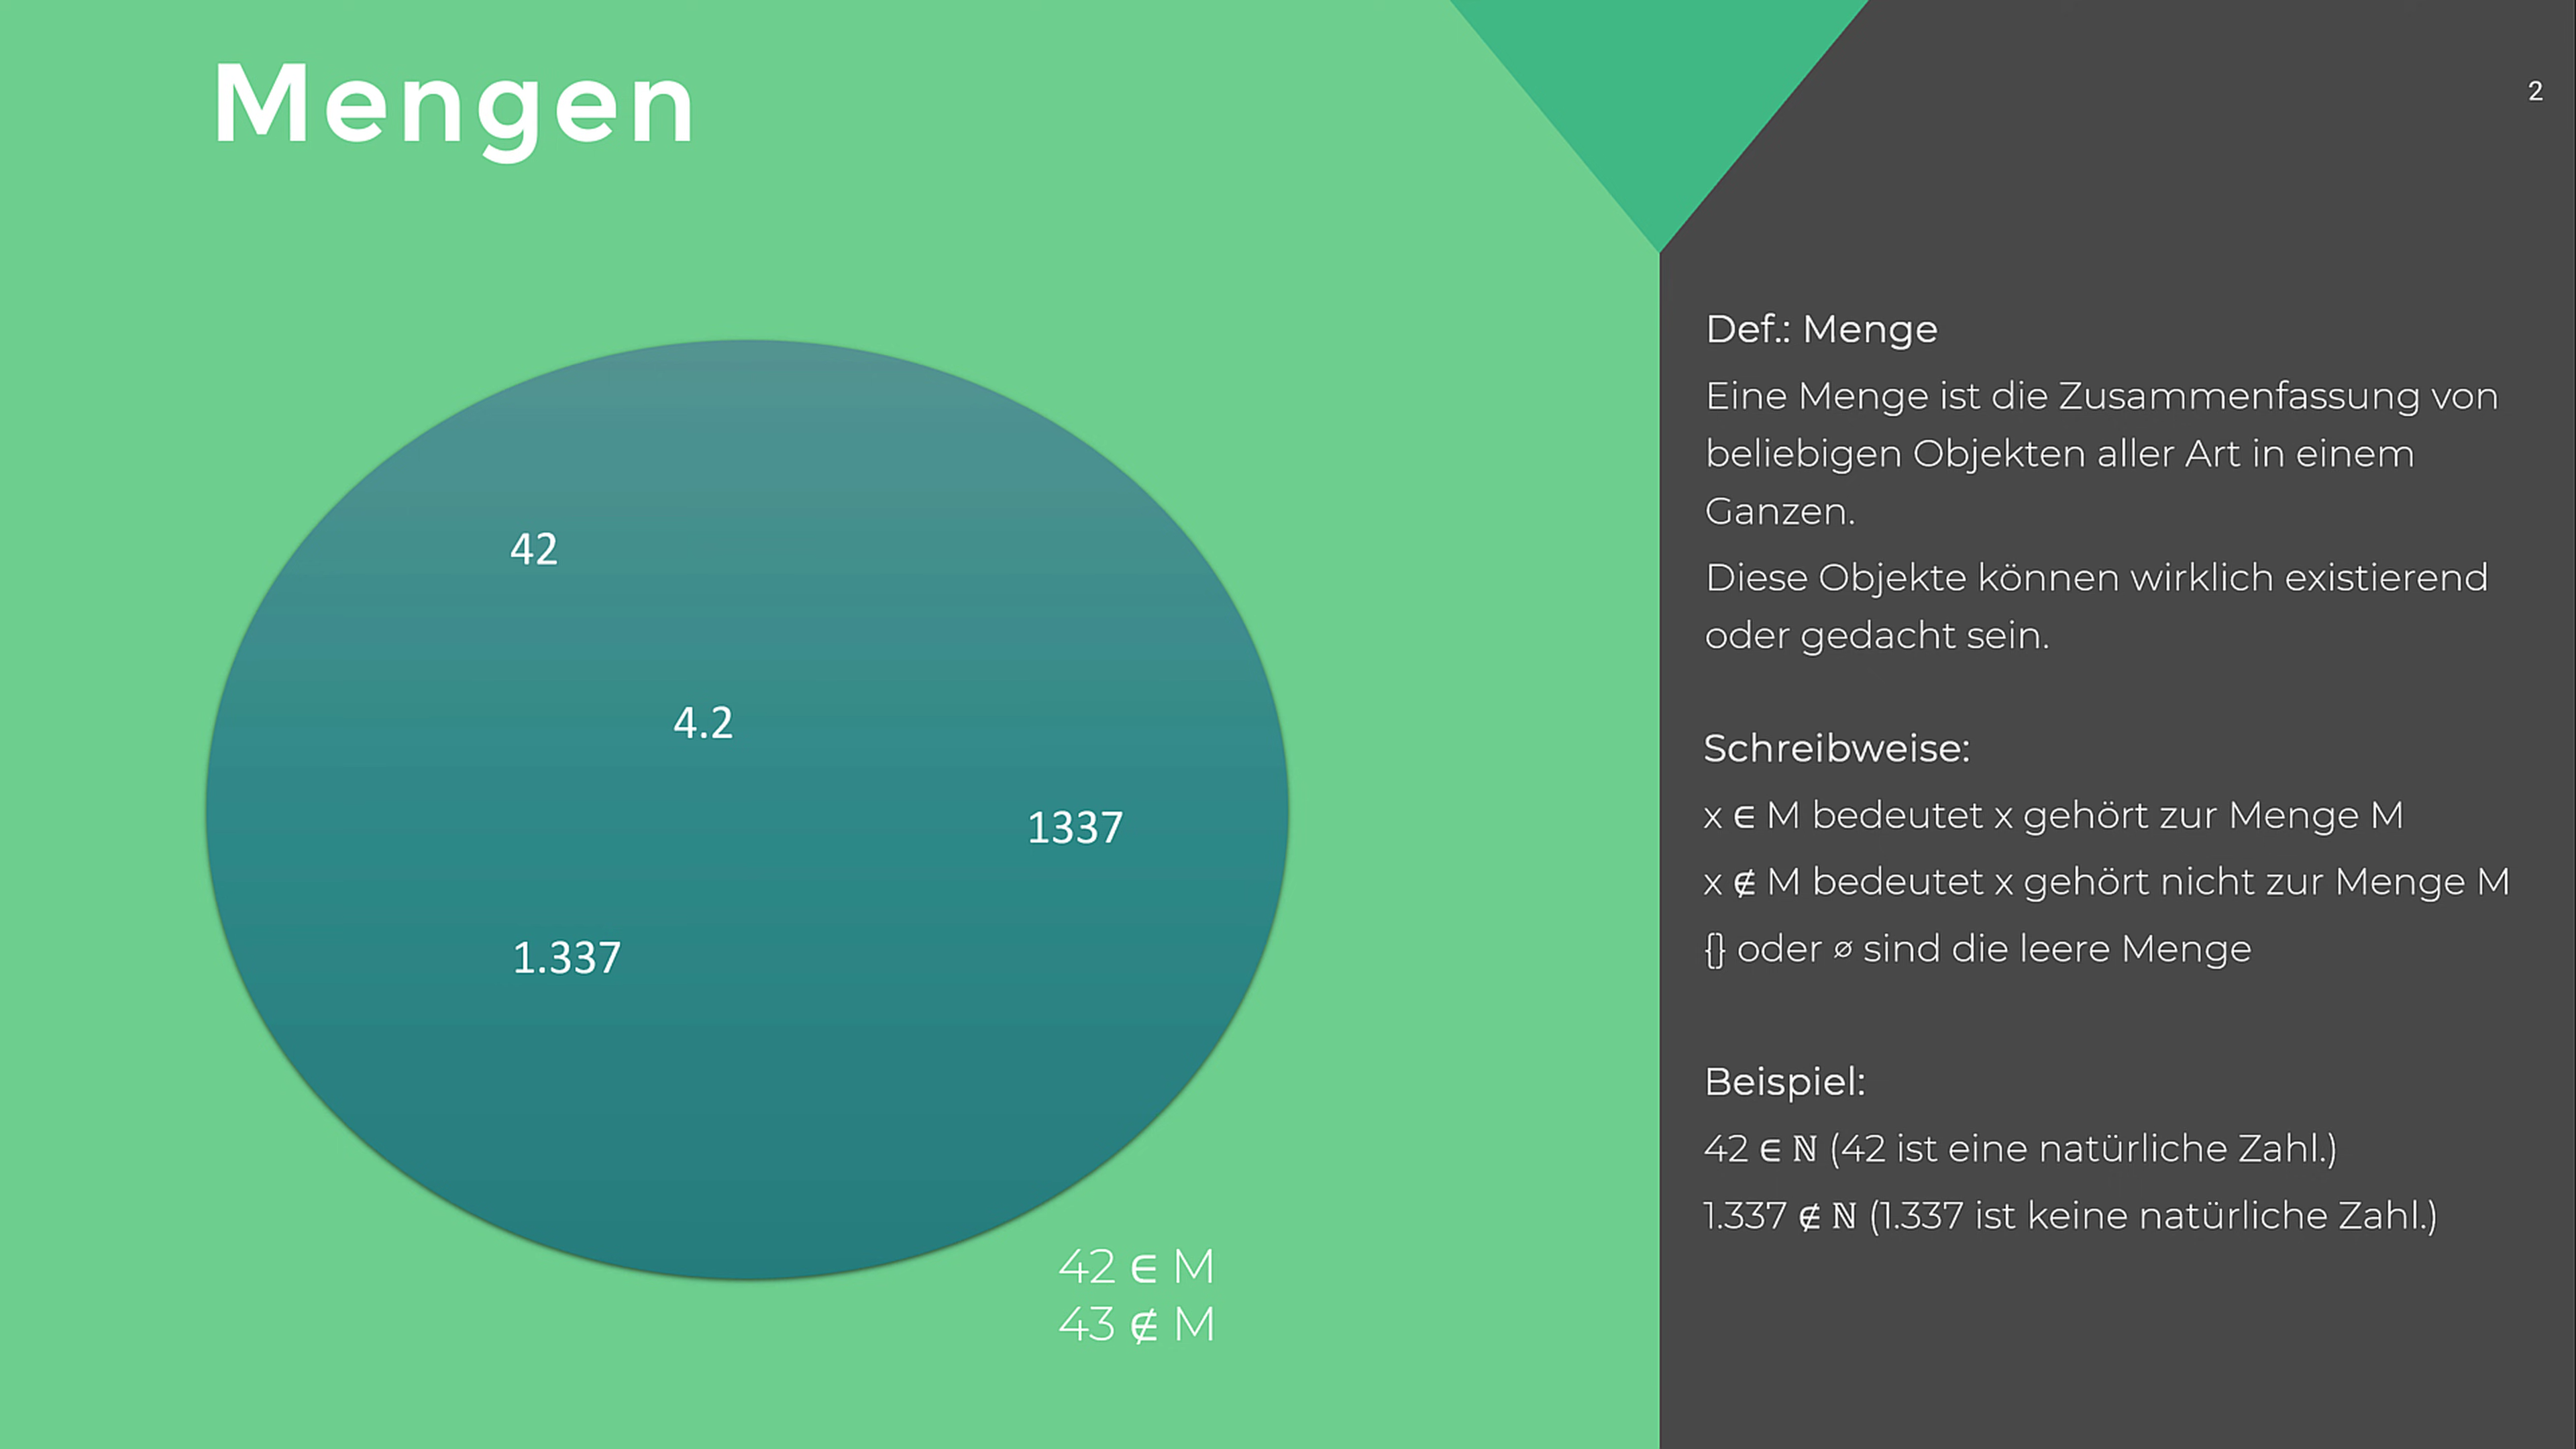 Mengen
2
42
4.2
1337
1.337
42 ∈ M
43 ∉ M
Def.: Menge
Eine Menge ist die Zusammenfassung von
beliebigen Objekten aller Art in einem
Ganzen.
Diese Objekte können wirklich existierend
oder gedacht sein.
Schreibweise:
x ∈ M bedeutet x gehört zur Menge M
x ∉ M bedeutet x gehört nicht zur Menge M
{} oder ∅ sind die leere Menge
Beispiel:
42 ∈ ℕ (42 ist eine natürliche Zahl.)
1.337 ∉ ℕ (1.337 ist keine natürliche Zahl.)